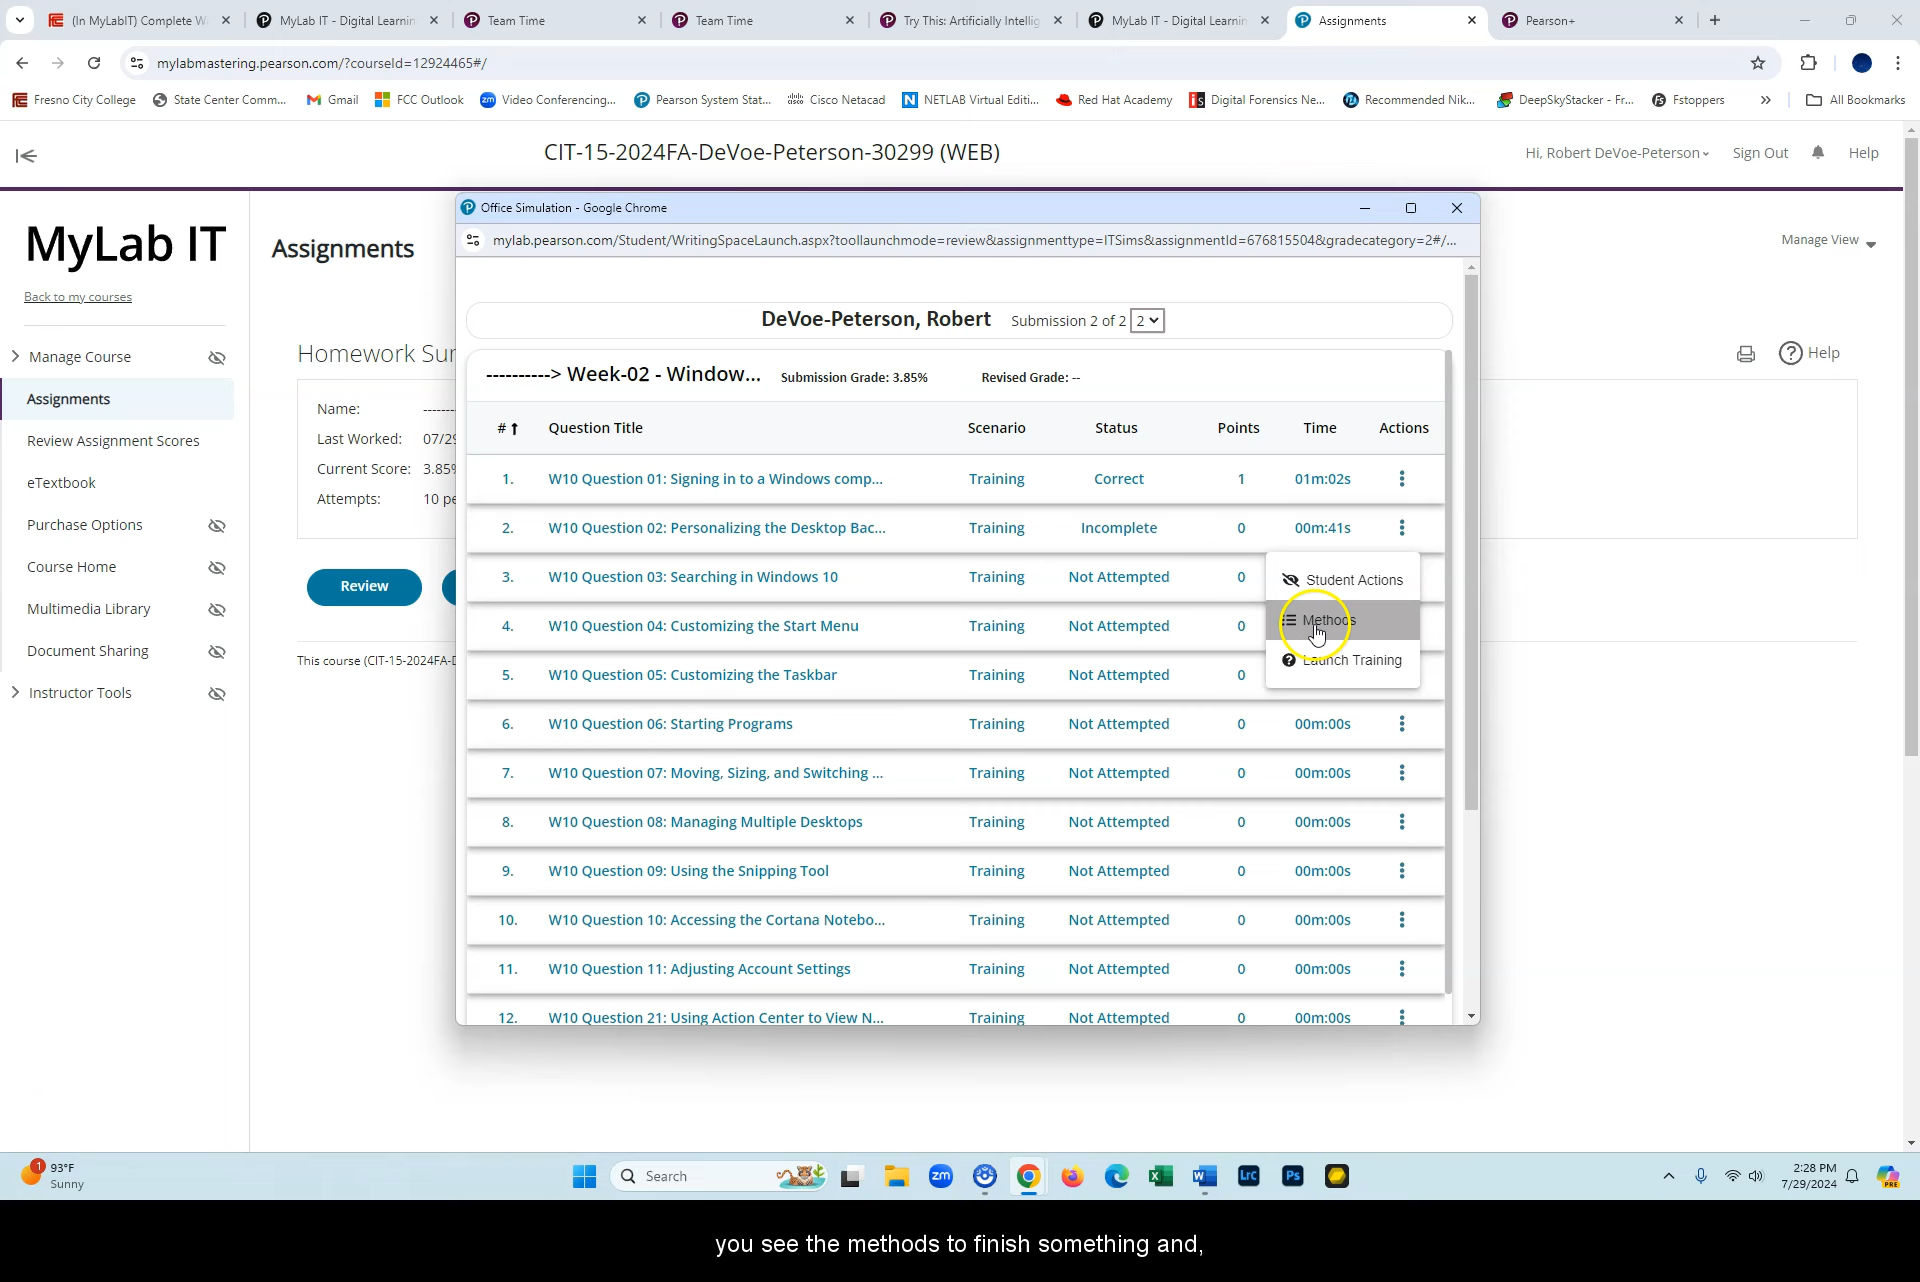 (In MyLabIT) Complete W
MyLab IT - Digital Learnin
Team Time
Team Time
Try This: Artificially Intellig
MyLab IT - Digital Learnin
Assignments
Pearson+
mylabmastering.pearson.com/?courseId=12924465#/
Fresno City College
State Center Comm...
Gmail
FCC Outlook
Video Conferencing...
Pearson System Stat...
Cisco Netacad
NETLAB Virtual Editi...
Red Hat Academy
Digital Forensics Ne...
Recommended Nik...
DeepSkyStacker - Fr...
Fstoppers
All Bookmarks
CIT-15-2024FA-DeVoe-Peterson-30299 (WEB)
Hi, Robert DeVoe-Peterson
Sign Out
Help
MyLab IT
Back to my courses
Manage Course
Assignments
Review Assignment Scores
eTextbook
Purchase Options
Course Home
Multimedia Library
Document Sharing
Instructor Tools
Assignments
Manage View
Homework Sur
Help
Name: -------
Last Worked: 07/29
Current Score: 3.85%
Attempts: 10 pe
Review
This course (CIT-15-2024FA-D
Office Simulation - Google Chrome
mylab.pearson.com/Student/WritingSpaceLaunch.aspx?toollaunchmode=review&assignmenttype=ITSims&assignmentId=676815504&gradecategory=2#/...
DeVoe-Peterson, Robert Submission 2 of 2 2
----------> Week-02 - Window... Submission Grade: 3.85% Revised Grade: --
# Question Title Scenario Status Points Time Actions
1. W10 Question 01: Signing in to a Windows comp... Training Correct 1 01m:02s
2. W10 Question 02: Personalizing the Desktop Bac... Training Incomplete 0 00m:41s
3. W10 Question 03: Searching in Windows 10 Training Not Attempted 0
4. W10 Question 04: Customizing the Start Menu Training Not Attempted 0
5. W10 Question 05: Customizing the Taskbar Training Not Attempted 0
Student Actions
Methods
Launch Training
6. W10 Question 06: Starting Programs Training Not Attempted 0 00m:00s
7. W10 Question 07: Moving, Sizing, and Switching ... Training Not Attempted 0 00m:00s
8. W10 Question 08: Managing Multiple Desktops Training Not Attempted 0 00m:00s
9. W10 Question 09: Using the Snipping Tool Training Not Attempted 0 00m:00s
10. W10 Question 10: Accessing the Cortana Notebo... Training Not Attempted 0 00m:00s
11. W10 Question 11: Adjusting Account Settings Training Not Attempted 0 00m:00s
12. W10 Question 21: Using Action Center to View N... Training Not Attempted 0 00m:00s
1
93°F
Sunny
Search
zm
LrC
Ps
2:28 PM
7/29/2024
PRE
you see the methods to finish something and,